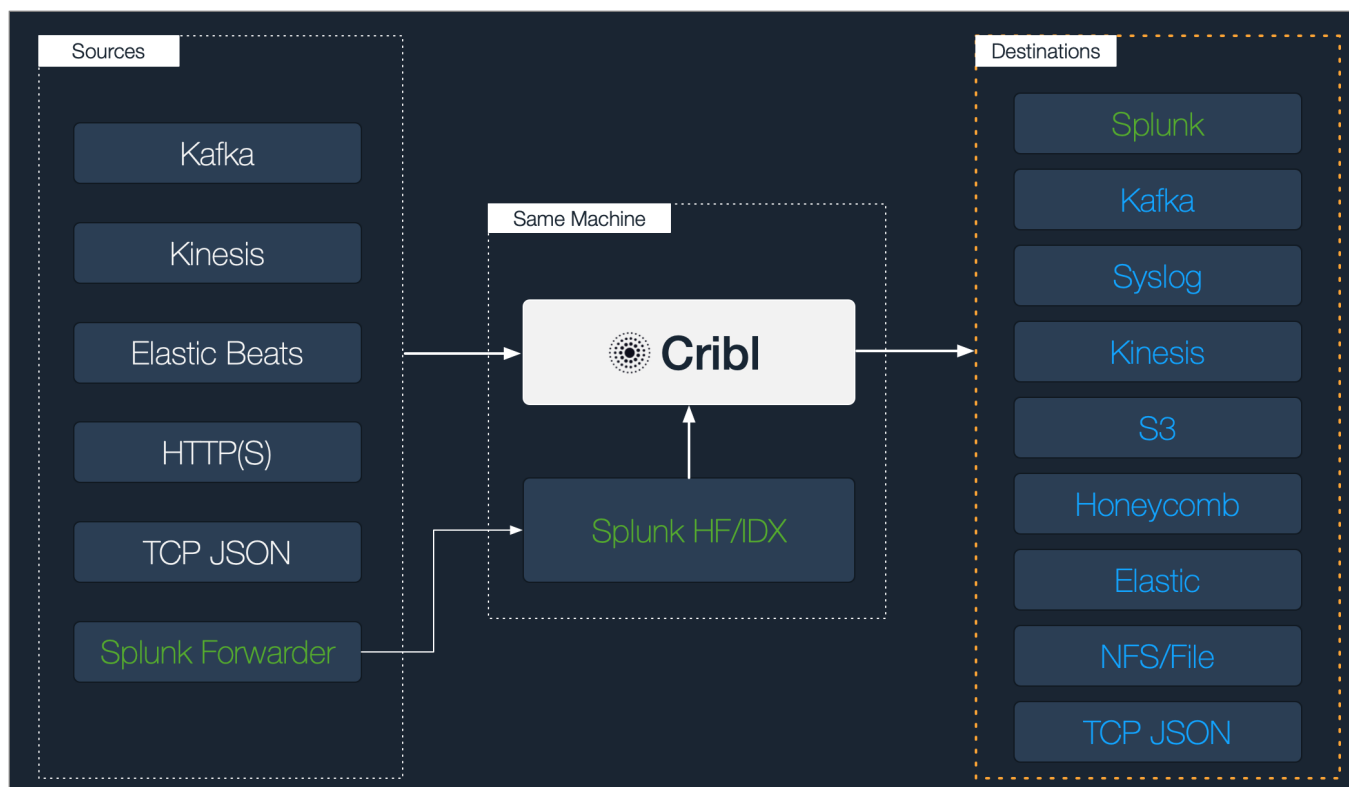 Sources
Kafka
Kinesis
Elastic Beats
HTTP(S)
TCP JSON
Splunk Forwarder
Same Machine
Cribl
Splunk HF/IDX
Destinations
Splunk
Kafka
Syslog
Kinesis
S3
Honeycomb
Elastic
NFS/File
TCP JSON